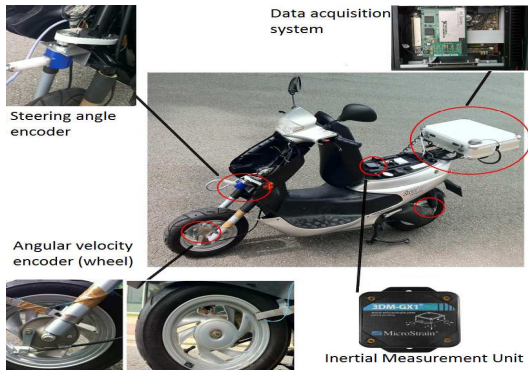 Data acquisition
system
Steering angle
encoder
Angular velocity
encoder (wheel)
3DM-GX1
MicroStrain
Inertial Measurement Unit